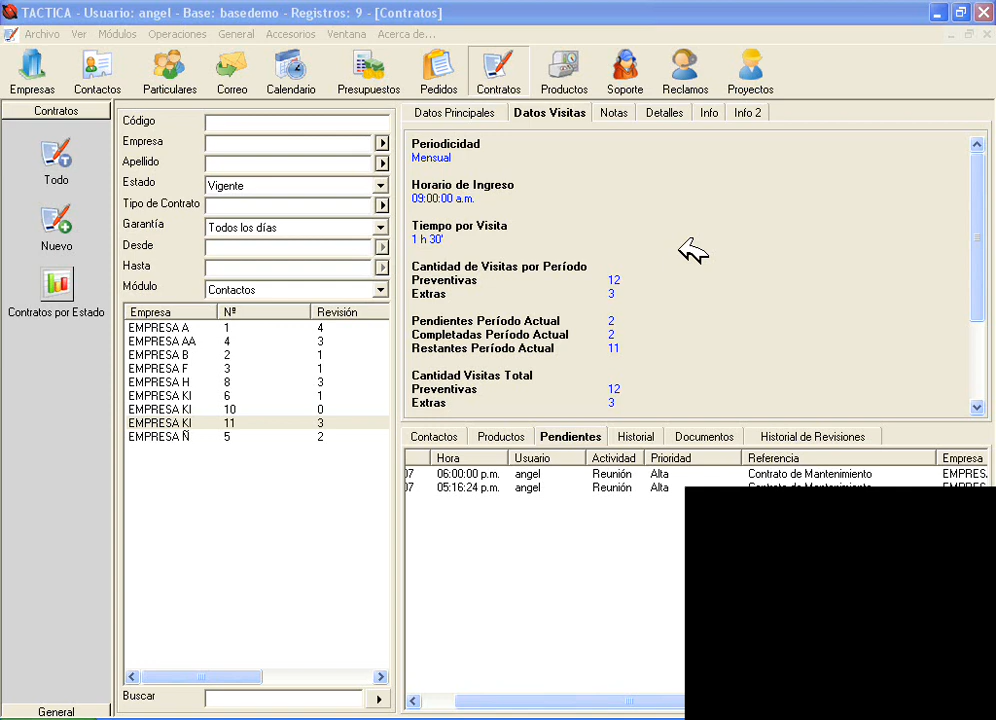 TACTICA - Usuario: angel - Base: basedemo - Registros: 9 - [Contratos]
Archivo Ver Módulos Operaciones General Accesorios Ventana Acerca de...
Empresas Contactos Particulares Correo Calendario Presupuestos Pedidos Contratos Productos Soporte Reclamos Proyectos
Contratos
Todo
Nuevo
Contratos por Estado
General
Código
Empresa
Apellido
Estado Vigente
Tipo de Contrato
Garantía Todos los días
Desde
Hasta
Módulo Contactos
Empresa Nº Revisión
EMPRESA A 1 4
EMPRESA AA 4 3
EMPRESA B 2 1
EMPRESA F 3 1
EMPRESA H 8 3
EMPRESA KI 6 1
EMPRESA KI 10 0
EMPRESA KI 11 3
EMPRESA Ñ 5 2
Buscar
Datos Principales Datos Visitas Notas Detalles Info Info 2
Periodicidad
Mensual
Horario de Ingreso
09:00:00 a.m.
Tiempo por Visita
1 h 30'
Cantidad de Visitas por Período
Preventivas 12
Extras 3
Pendientes Período Actual 2
Completadas Período Actual 2
Restantes Período Actual 11
Cantidad Visitas Total
Preventivas 12
Extras 3
Contactos Productos Pendientes Historial Documentos Historial de Revisiones
Hora Usuario Actividad Prioridad Referencia Empresa
07 06:00:00 p.m. angel Reunión Alta Contrato de Mantenimiento EMPRES.
07 05:16:24 p.m. angel Reunión Alta